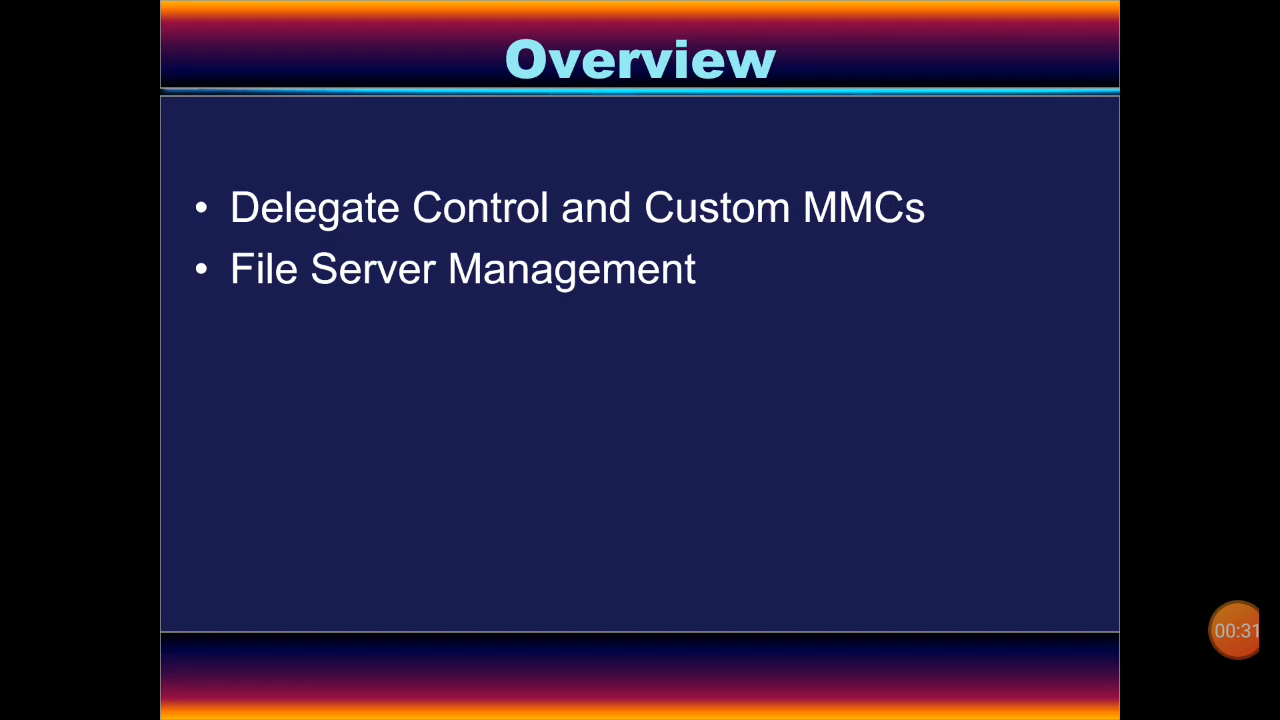 Overview
• Delegate Control and Custom MMCs
• File Server Management
00:31